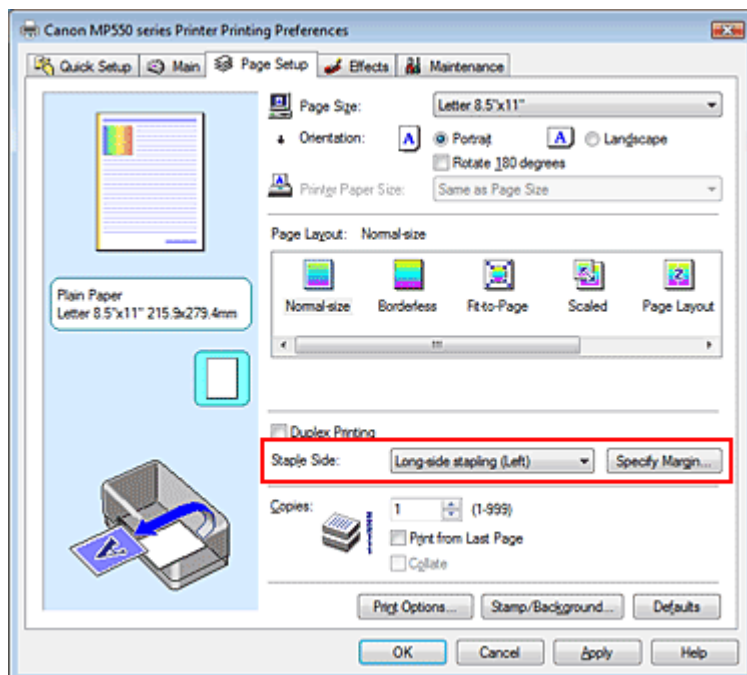 Canon MP550 series Printer Printing Preferences
Quick Setup Main Page Setup Effects Maintenance
Page Size: Letter 8.5"x11"
Orientation: A Portrait A Landscape
Rotate 180 degrees
Printer Paper Size: Same as Page Size
Page Layout: Normal-size
Normal-size Borderless Fit-to-Page Scaled Page Layout
Plain Paper
Letter 8.5"x11" 215.9x279.4mm
Duplex Printing
Staple Side: Long-side stapling (Left) Specify Margin...
Copies: 1 (1-999)
Print from Last Page
Collate
Print Options... Stamp/Background... Defaults
OK Cancel Apply Help